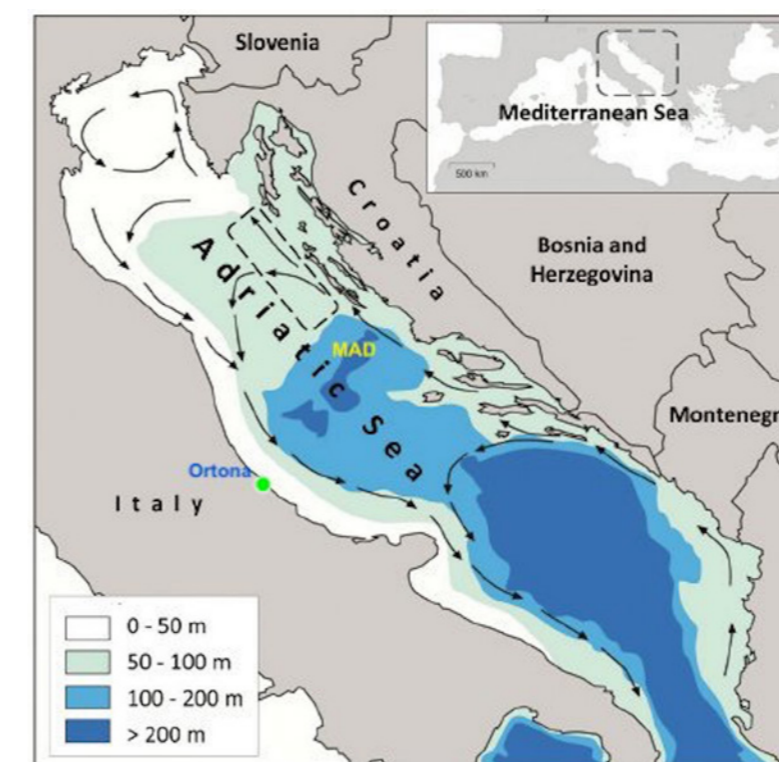 Slovenia
Mediterranean Sea
500 km
Croatia
Bosnia and
Herzegovina
Adriatic Sea
MAD
Montenegr
Ortona
Italy
0 - 50 m
50 - 100 m
100 - 200 m
> 200 m